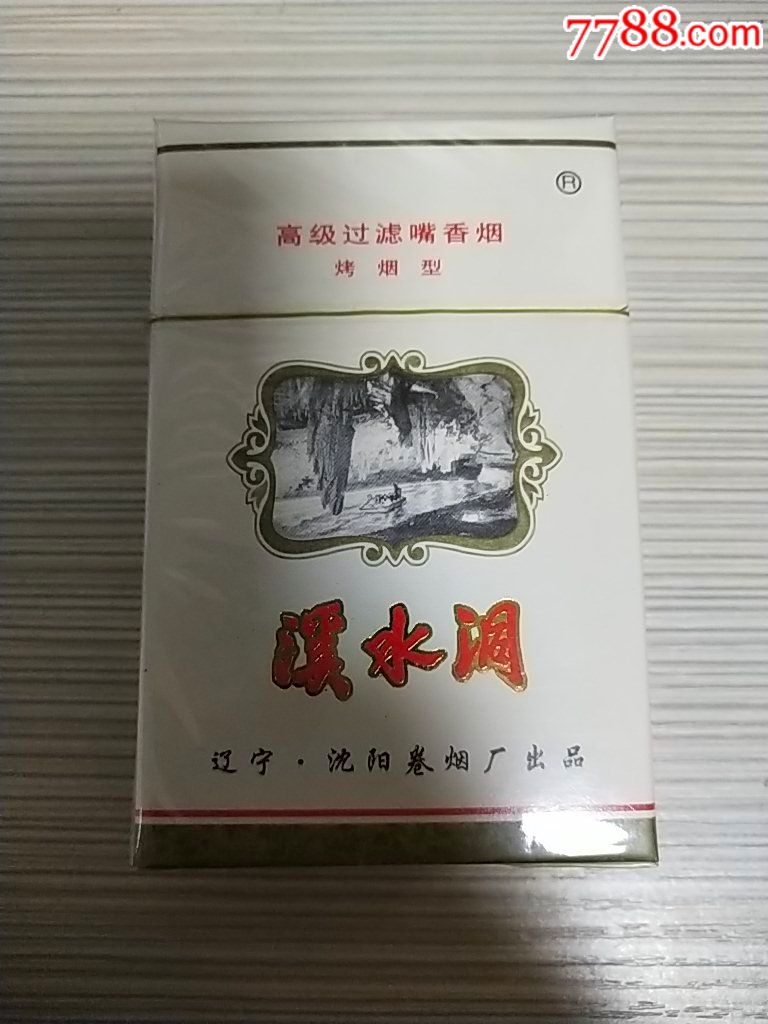 7788.com
®
高级过滤嘴香烟
烤烟型
溪水洞
辽宁·沈阳卷烟厂出品